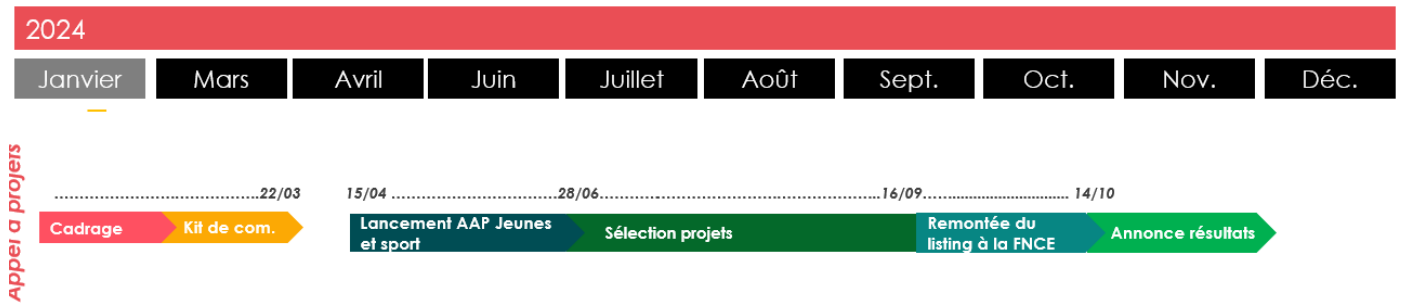 2024
Janvier Mars Avril Juin Juillet Août Sept. Oct. Nov. Déc.
Appel à projets
........................................22/03 15/04 ................................28/06......................................................16/09.................................. 14/10
Cadrage Kit de com. Lancement AAP Jeunes
et sport
Sélection projets
Remontée du
listing à la FNCE
Annonce résultats